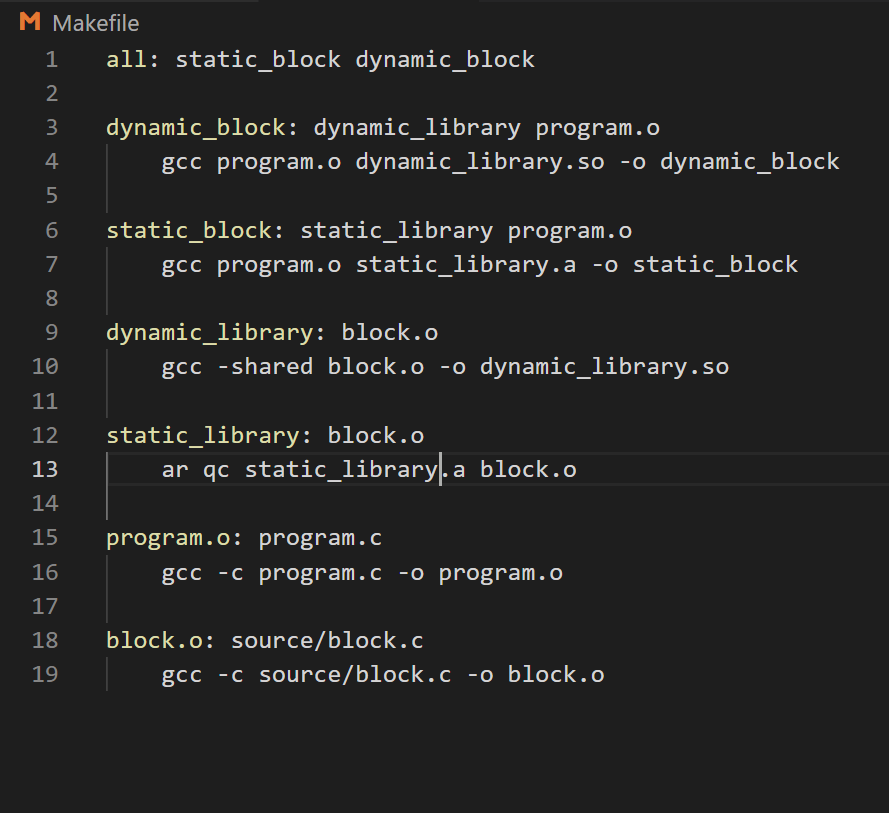 M Makefile
1 all: static_block dynamic_block
2
3 dynamic_block: dynamic_library program.o
4 gcc program.o dynamic_library.so -o dynamic_block
5
6 static_block: static_library program.o
7 gcc program.o static_library.a -o static_block
8
9 dynamic_library: block.o
10 gcc -shared block.o -o dynamic_library.so
11
12 static_library: block.o
13 ar qc static_library.a block.o
14
15 program.o: program.c
16 gcc -c program.c -o program.o
17
18 block.o: source/block.c
19 gcc -c source/block.c -o block.o